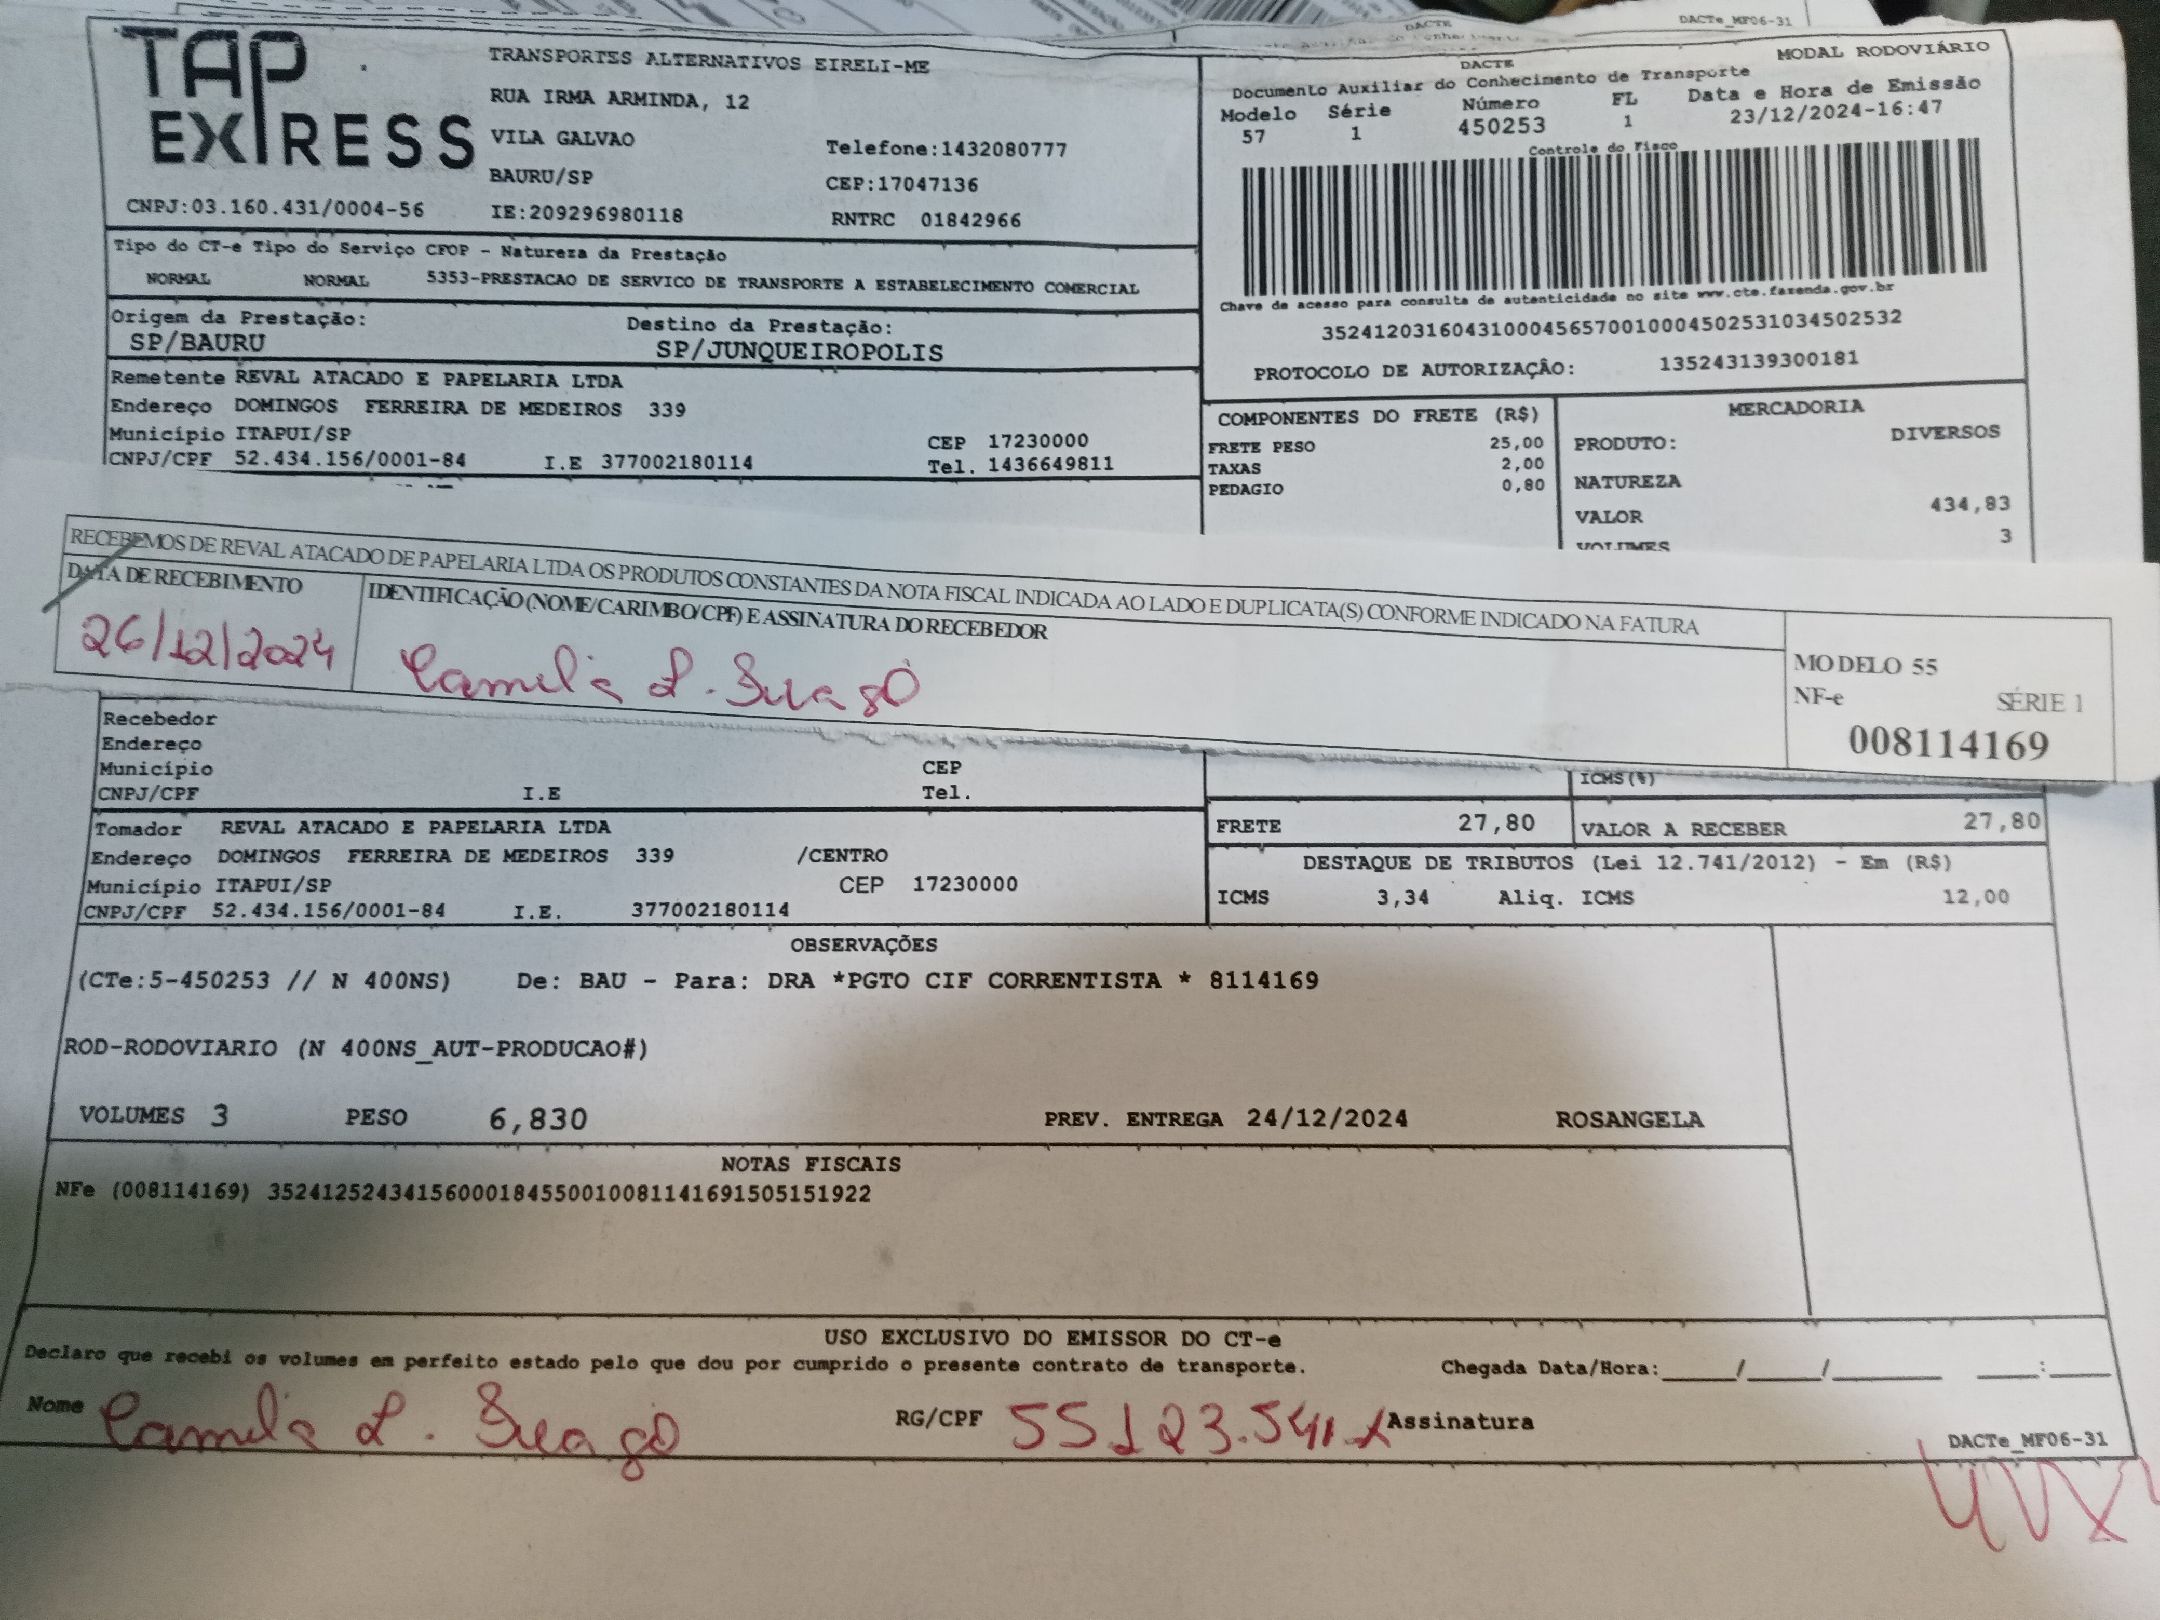 DACTe_MF06-31
DACTE
TAP EXPRESS
TRANSPORTES ALTERNATIVOS EIRELI-ME
RUA IRMA ARMINDA, 12
VILA GALVAO
Telefone:1432080777
BAURU/SP
CEP:17047136
CNPJ:03.160.431/0004-56
IE:209296980118
RNTRC 01842966
DACTE
MODAL RODOVIÁRIO
Documento Auxiliar do Conhecimento de Transporte
Modelo Série Número FL Data e Hora de Emissão
57 1 450253 1 23/12/2024-16:47
Controle do Fisco
Chave de acesso para consulta de autenticidade no site www.cte.fazenda.gov.br
35241203160431000456570010004502531034502532
PROTOCOLO DE AUTORIZAÇÂO: 135243139300181
Tipo do CT-e Tipo do Serviço CFOP - Natureza da Prestação
NORMAL NORMAL 5353-PRESTACAO DE SERVICO DE TRANSPORTE A ESTABELECIMENTO COMERCIAL
Origem da Prestação: Destino da Prestação:
SP/BAURU SP/JUNQUEIROPOLIS
Remetente REVAL ATACADO E PAPELARIA LTDA
Endereço DOMINGOS FERREIRA DE MEDEIROS 339
Município ITAPUI/SP CEP 17230000
CNPJ/CPF 52.434.156/0001-84 I.E 377002180114 Tel. 1436649811
COMPONENTES DO FRETE (R$)
FRETE PESO 25,00
TAXAS 2,00
PEDAGIO 0,80
MERCADORIA
PRODUTO: DIVERSOS
NATUREZA
VALOR 434,83
VOLUMES 3
RECEBEMOS DE REVAL ATACADO DE PAPELARIA LTDA OS PRODUTOS CONSTANTES DA NOTA FISCAL INDICADA AO LADO E DUPLICATA(S) CONFORME INDICADO NA FATURA
DATA DE RECEBIMENTO
IDENTIFICAÇÃO (NOME/CARIMBO/CPF) E ASSINATURA DO RECEBEDOR
26/12/2024
Camila L.
MODELO 55
NF-e SÉRIE 1
008114169
Recebedor
Endereço
Município CEP
CNPJ/CPF I.E Tel.
ICMS(%)
Tomador REVAL ATACADO E PAPELARIA LTDA
Endereço DOMINGOS FERREIRA DE MEDEIROS 339 /CENTRO
Município ITAPUI/SP CEP 17230000
CNPJ/CPF 52.434.156/0001-84 I.E. 377002180114
FRETE 27,80 VALOR A RECEBER 27,80
DESTAQUE DE TRIBUTOS (Lei 12.741/2012) - Em (R$)
ICMS 3,34 Aliq. ICMS 12,00
OBSERVAÇÕES
(CTe:5-450253 // N 400NS) De: BAU - Para: DRA *PGTO CIF CORRENTISTA * 8114169
ROD-RODOVIARIO (N 400NS_AUT-PRODUCAO#)
VOLUMES 3 PESO 6,830 PREV. ENTREGA 24/12/2024 ROSANGELA
NOTAS FISCAIS
NFe (008114169) 35241252434156000184550010081141691505151922
USO EXCLUSIVO DO EMISSOR DO CT-e
Declaro que recebi os volumes em perfeito estado pelo que dou por cumprido o presente contrato de transporte.
Chegada Data/Hora:_____/_____/_______ ____:____
Nome Camila L. RG/CPF Assinatura
DACTe_MF06-31